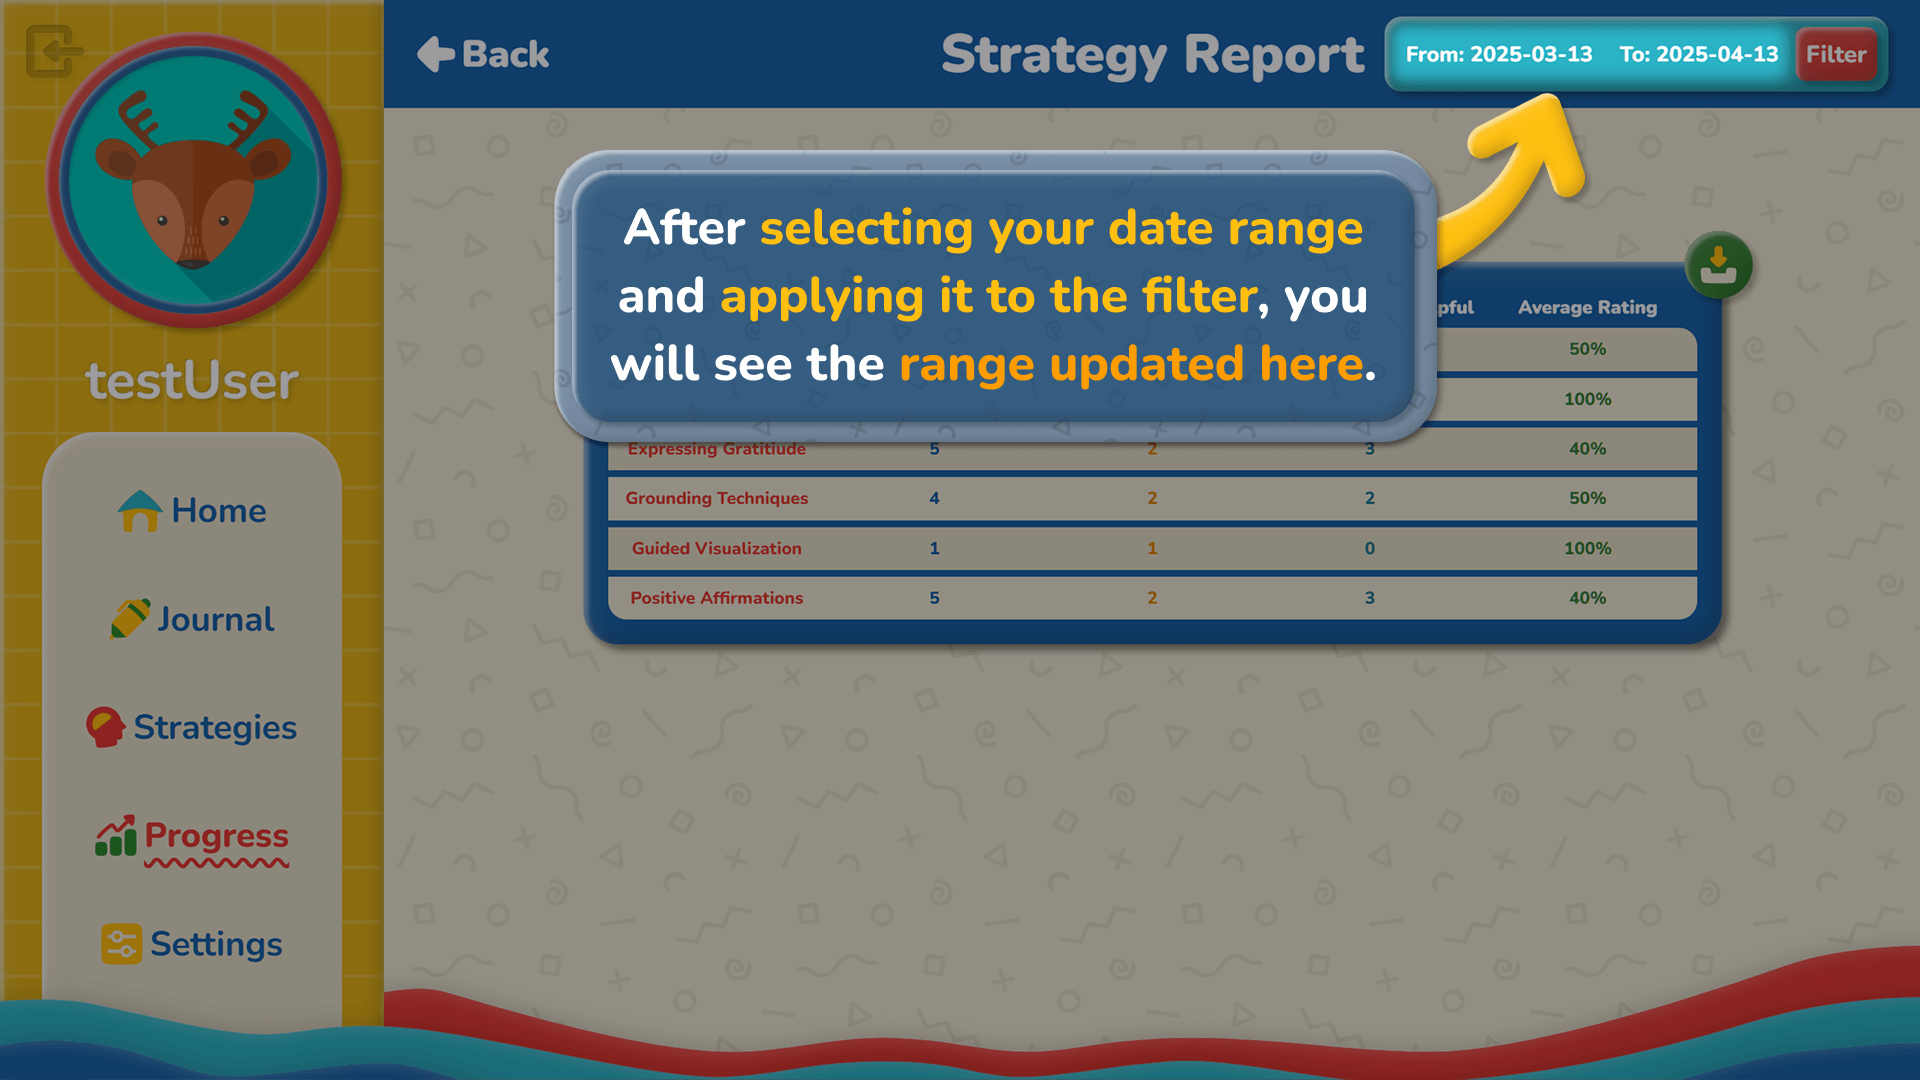 Back
Strategy Report
From: 2025-03-13 To: 2025-04-13 Filter
After selecting your date range
and applying it to the filter, you
will see the range updated here.
testUser
Home
Journal
Strategies
Progress
Settings
Average Rating
50%
100%
Expressing Gratitiude 5 2 3 40%
Grounding Techniques 4 2 2 50%
Guided Visualization 1 1 0 100%
Positive Affirmations 5 2 3 40%